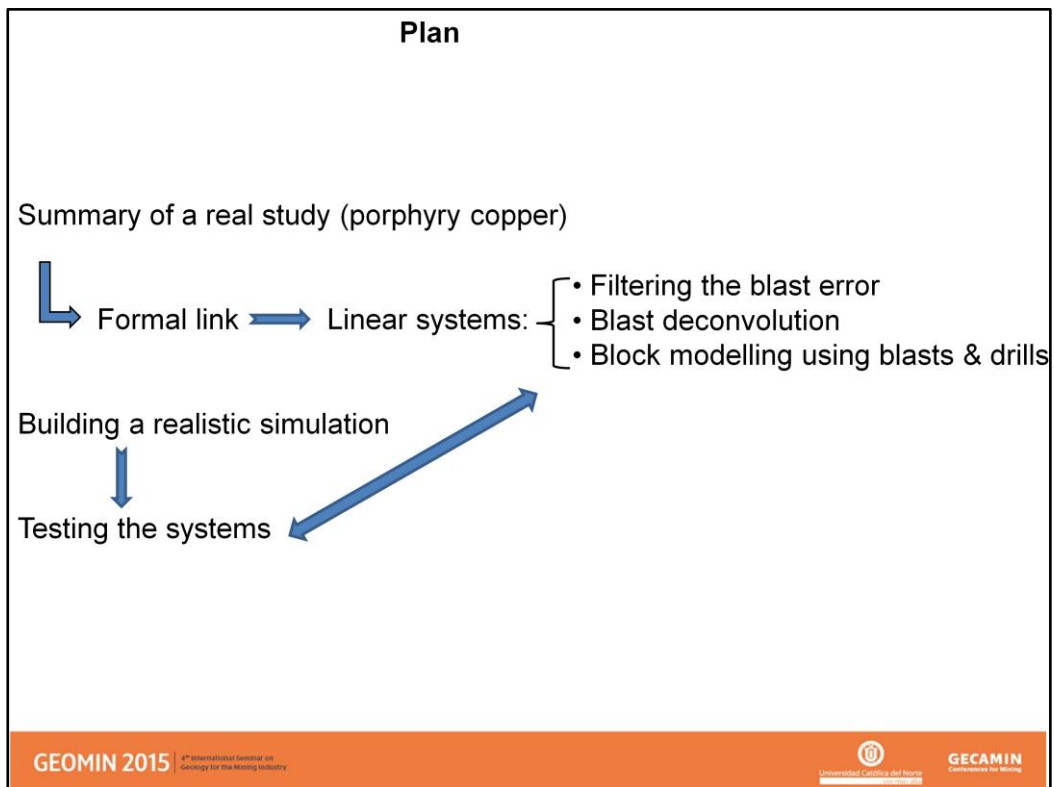 Plan
Summary of a real study (porphyry copper)
Formal link
Linear systems:
• Filtering the blast error
• Blast deconvolution
• Block modelling using blasts & drills
Building a realistic simulation
Testing the systems
GEOMIN 2015
4th International Seminar on
Geology for the Mining Industry
Universidad Católica del Norte
GECAMIN
Conferences for Mining